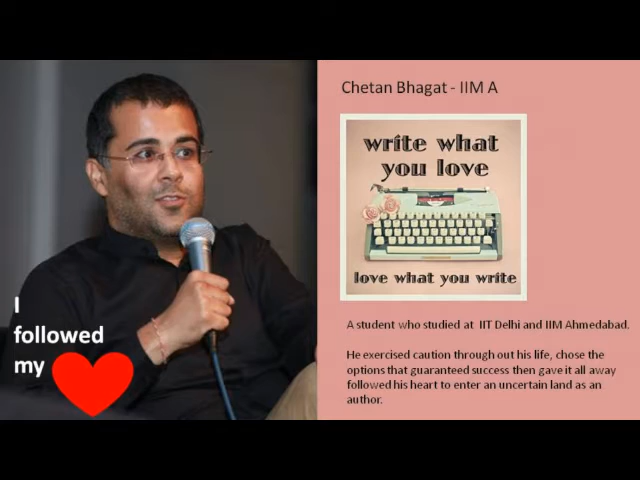 I
followed
my
Chetan Bhagat - IIM A
write what
you love
love what you write
A student who studied at IIT Delhi and IIM Ahmedabad.
He exercised caution through out his life, chose the
options that guaranteed success then gave it all away
followed his heart to enter an uncertain land as an
author.